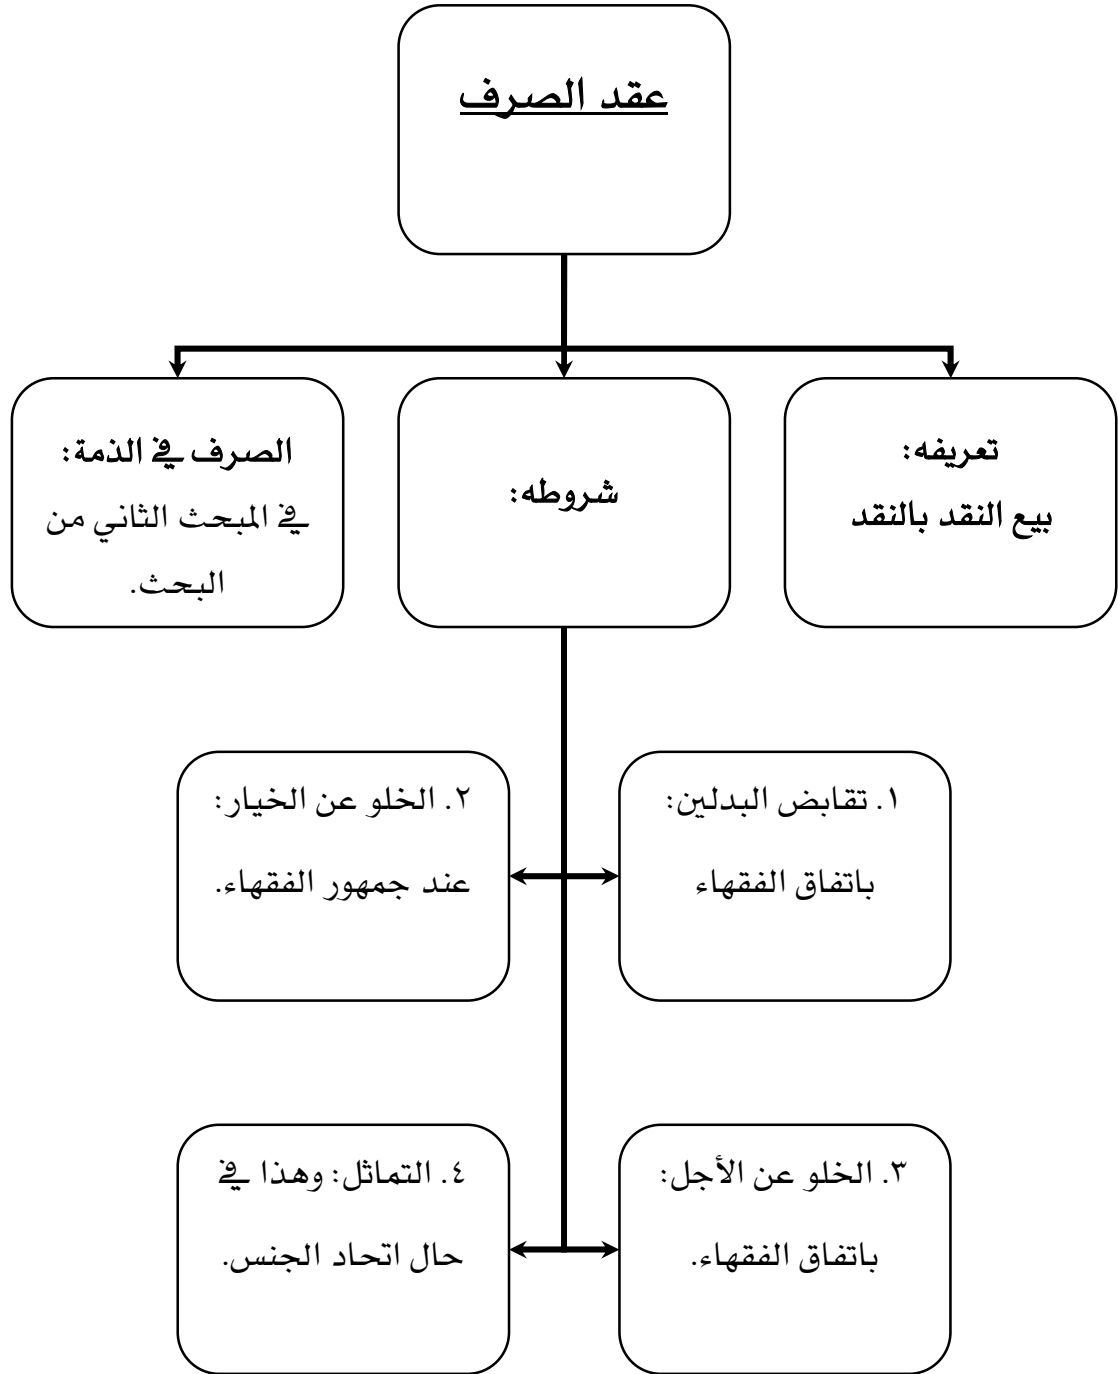 عقد الصرف
تعريفه:
بيع النقد بالنقد
شروطه:
الصرف في الذمة:
في المبحث الثاني من
البحث.
١. تقابض البدلين:
باتفاق الفقهاء
٢. الخلو عن الخيار:
عند جمهور الفقهاء.
٣. الخلو عن الأجل:
باتفاق الفقهاء.
٤. التماثل: وهذا في
حال اتحاد الجنس.